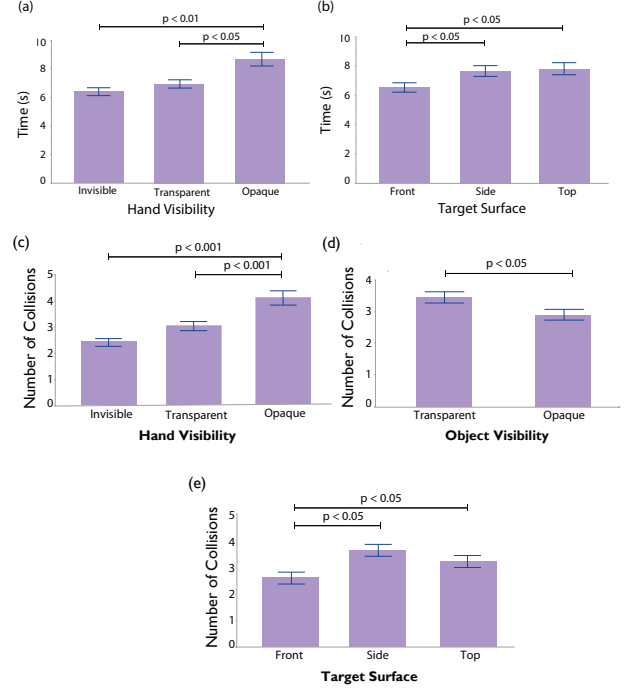 (a)
p < 0.01
p < 0.05
10
8
6
4
2
0
Time (s)
Invisible Transparent Opaque
Hand Visibility
(b)
p < 0.05
p < 0.05
10
8
6
4
2
0
Time (s)
Front Side Top
Target Surface
(c)
p < 0.001
p < 0.001
5
4
3
2
1
0
Number of Collisions
Invisible Transparent Opaque
Hand Visibility
(d)
p < 0.05
4
3
2
1
0
Number of Collisions
Transparent Opaque
Object Visibility
(e)
p < 0.05
p < 0.05
5
4
3
2
1
0
Number of Collisions
Front Side Top
Target Surface